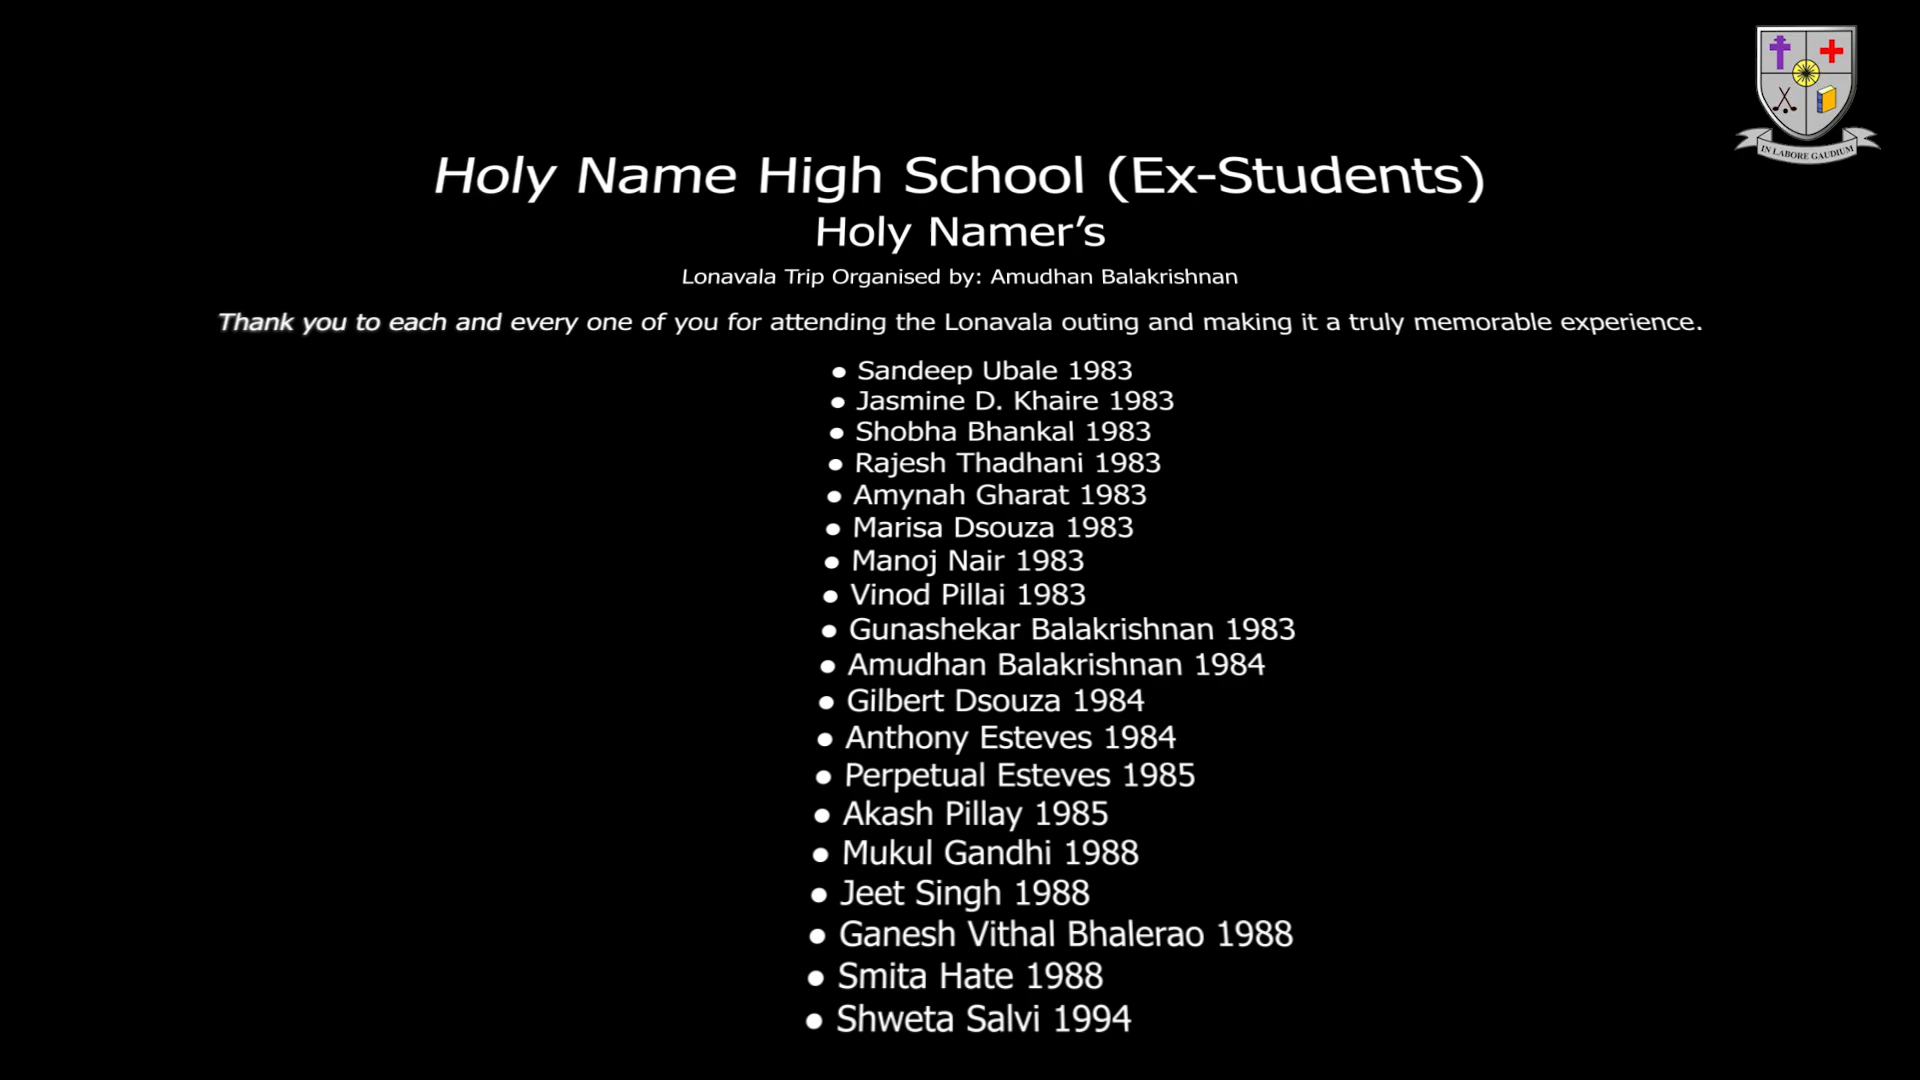 IN LABORE GAUDIUM
Holy Name High School (Ex-Students)
Holy Namer’s
Lonavala Trip Organised by: Amudhan Balakrishnan
Thank you to each and every one of you for attending the Lonavala outing and making it a truly memorable experience.
● Sandeep Ubale 1983
● Jasmine D. Khaire 1983
● Shobha Bhankal 1983
● Rajesh Thadhani 1983
● Amynah Gharat 1983
● Marisa Dsouza 1983
● Manoj Nair 1983
● Vinod Pillai 1983
● Gunashekar Balakrishnan 1983
● Amudhan Balakrishnan 1984
● Gilbert Dsouza 1984
● Anthony Esteves 1984
● Perpetual Esteves 1985
● Akash Pillay 1985
● Mukul Gandhi 1988
● Jeet Singh 1988
● Ganesh Vithal Bhalerao 1988
● Smita Hate 1988
● Shweta Salvi 1994